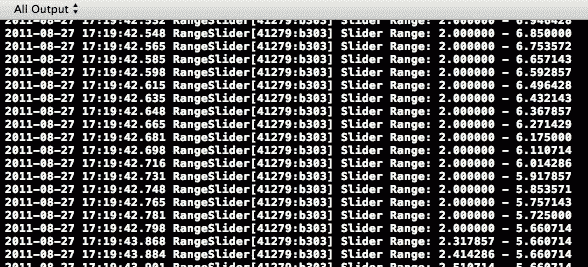 All Output
2011-08-27 17:19:42.532 RangeSlider[41279:b303] Slider Range: 2.000000 - 6.946428
2011-08-27 17:19:42.548 RangeSlider[41279:b303] Slider Range: 2.000000 - 6.850000
2011-08-27 17:19:42.565 RangeSlider[41279:b303] Slider Range: 2.000000 - 6.753572
2011-08-27 17:19:42.585 RangeSlider[41279:b303] Slider Range: 2.000000 - 6.657143
2011-08-27 17:19:42.598 RangeSlider[41279:b303] Slider Range: 2.000000 - 6.592857
2011-08-27 17:19:42.615 RangeSlider[41279:b303] Slider Range: 2.000000 - 6.496428
2011-08-27 17:19:42.635 RangeSlider[41279:b303] Slider Range: 2.000000 - 6.432143
2011-08-27 17:19:42.648 RangeSlider[41279:b303] Slider Range: 2.000000 - 6.367857
2011-08-27 17:19:42.665 RangeSlider[41279:b303] Slider Range: 2.000000 - 6.271429
2011-08-27 17:19:42.681 RangeSlider[41279:b303] Slider Range: 2.000000 - 6.175000
2011-08-27 17:19:42.698 RangeSlider[41279:b303] Slider Range: 2.000000 - 6.110714
2011-08-27 17:19:42.716 RangeSlider[41279:b303] Slider Range: 2.000000 - 6.014286
2011-08-27 17:19:42.731 RangeSlider[41279:b303] Slider Range: 2.000000 - 5.917857
2011-08-27 17:19:42.748 RangeSlider[41279:b303] Slider Range: 2.000000 - 5.853571
2011-08-27 17:19:42.765 RangeSlider[41279:b303] Slider Range: 2.000000 - 5.757143
2011-08-27 17:19:42.781 RangeSlider[41279:b303] Slider Range: 2.000000 - 5.725000
2011-08-27 17:19:42.798 RangeSlider[41279:b303] Slider Range: 2.000000 - 5.660714
2011-08-27 17:19:43.868 RangeSlider[41279:b303] Slider Range: 2.317857 - 5.660714
2011-08-27 17:19:43.884 RangeSlider[41279:b303] Slider Range: 2.414286 - 5.660714
2011-08-27 17:19:43.901 RangeSlider[41279:b303] Slider Range: 2.510714 - 5.660714